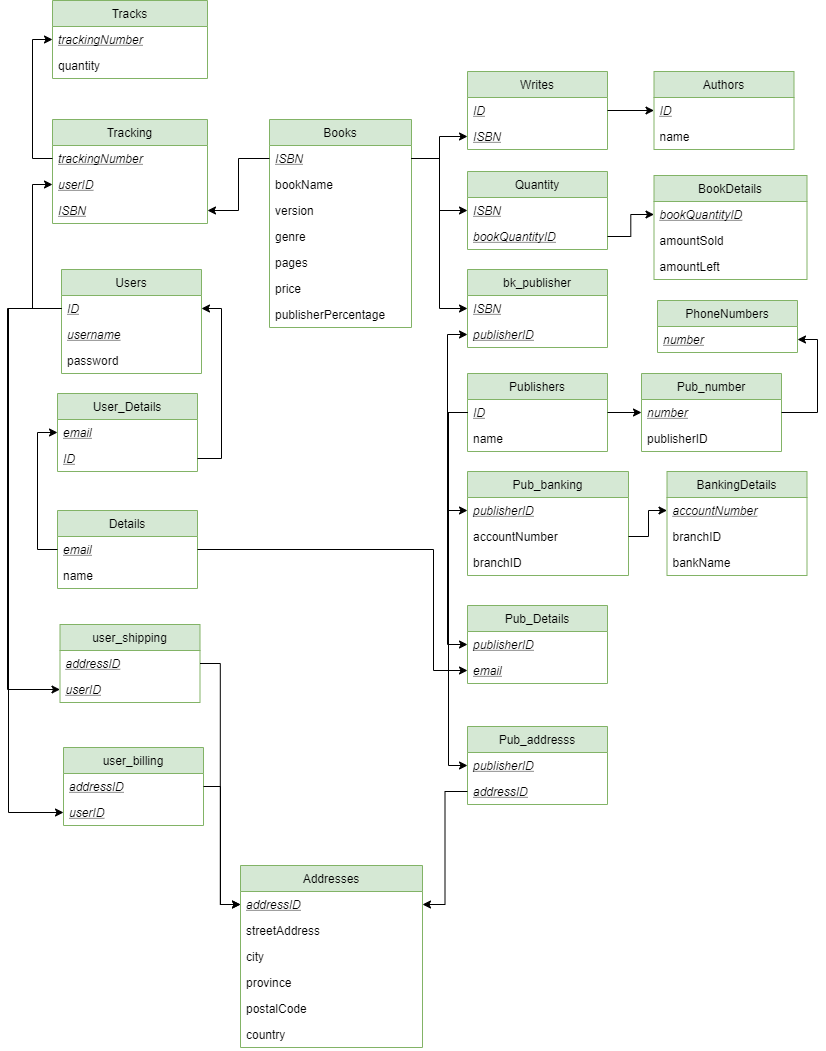 Tracks
trackingNumber
quantity
Tracking
trackingNumber
userID
ISBN
Users
ID
username
password
User_Details
email
ID
Details
email
name
user_shipping
addressID
userID
user_billing
addressID
userID
Books
ISBN
bookName
version
genre
pages
price
publisherPercentage
Addresses
addressID
streetAddress
city
province
postalCode
country
Writes
ID
ISBN
Quantity
ISBN
bookQuantityID
bk_publisher
ISBN
publisherID
Publishers
ID
name
Pub_banking
publisherID
accountNumber
branchID
Pub_Details
publisherID
email
Pub_addresss
publisherID
addressID
Authors
ID
name
BookDetails
bookQuantityID
amountSold
amountLeft
PhoneNumbers
number
Pub_number
number
publisherID
BankingDetails
accountNumber
branchID
bankName